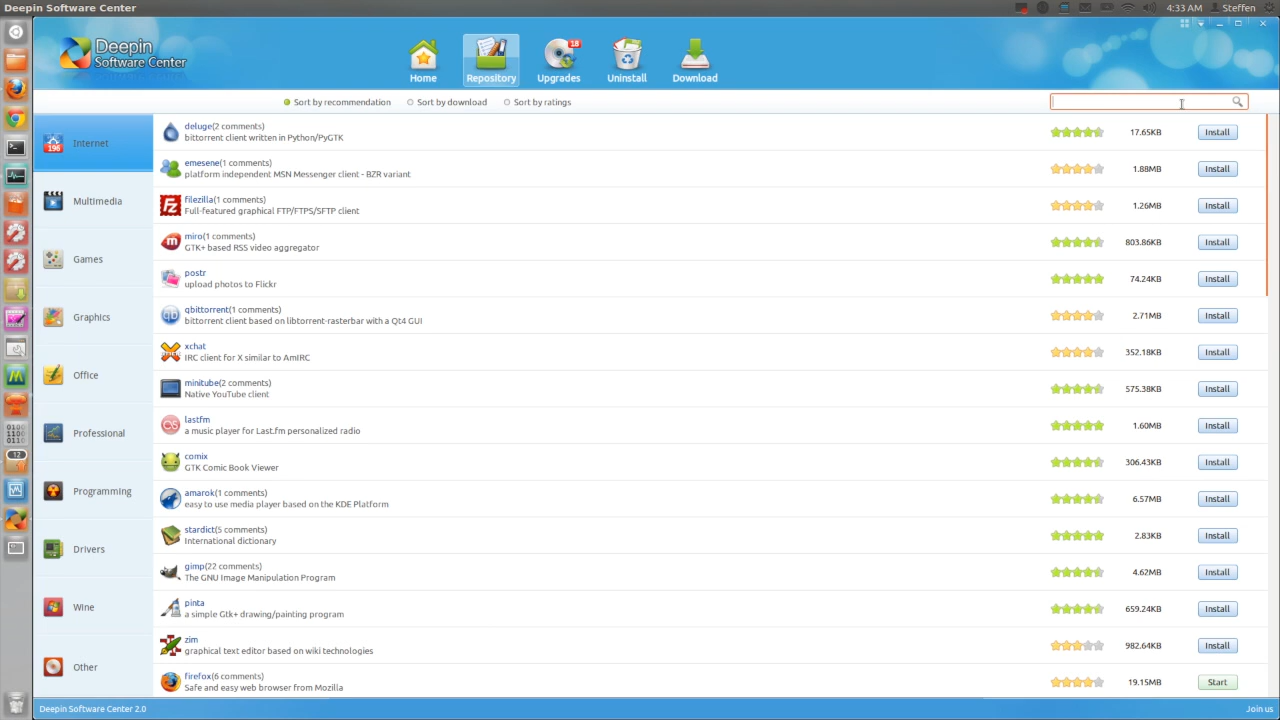 Deepin Software Center
4:33 AM
Steffen
Deepin
Software Center
Home
Repository
18
Upgrades
Uninstall
Download
Sort by recommendation
Sort by download
Sort by ratings
196
Internet
Multimedia
Games
Graphics
Office
Professional
Programming
Drivers
Wine
Other
deluge(2 comments)
bittorrent client written in Python/PyGTK
17.65KB
Install
emesene(1 comments)
platform independent MSN Messenger client - BZR variant
1.88MB
Install
filezilla(1 comments)
Full-featured graphical FTP/FTPS/SFTP client
1.26MB
Install
miro(1 comments)
GTK+ based RSS video aggregator
803.86KB
Install
postr
upload photos to Flickr
74.24KB
Install
qbittorrent(1 comments)
bittorrent client based on libtorrent-rasterbar with a Qt4 GUI
2.71MB
Install
xchat
IRC client for X similar to AmIRC
352.18KB
Install
minitube(2 comments)
Native YouTube client
575.38KB
Install
lastfm
a music player for Last.fm personalized radio
1.60MB
Install
comix
GTK Comic Book Viewer
306.43KB
Install
amarok(1 comments)
easy to use media player based on the KDE Platform
6.57MB
Install
stardict(5 comments)
International dictionary
2.83KB
Install
gimp(22 comments)
The GNU Image Manipulation Program
4.62MB
Install
pinta
a simple Gtk+ drawing/painting program
659.24KB
Install
zim
graphical text editor based on wiki technologies
982.64KB
Install
firefox(6 comments)
Safe and easy web browser from Mozilla
19.15MB
Start
Deepin Software Center 2.0
Join us